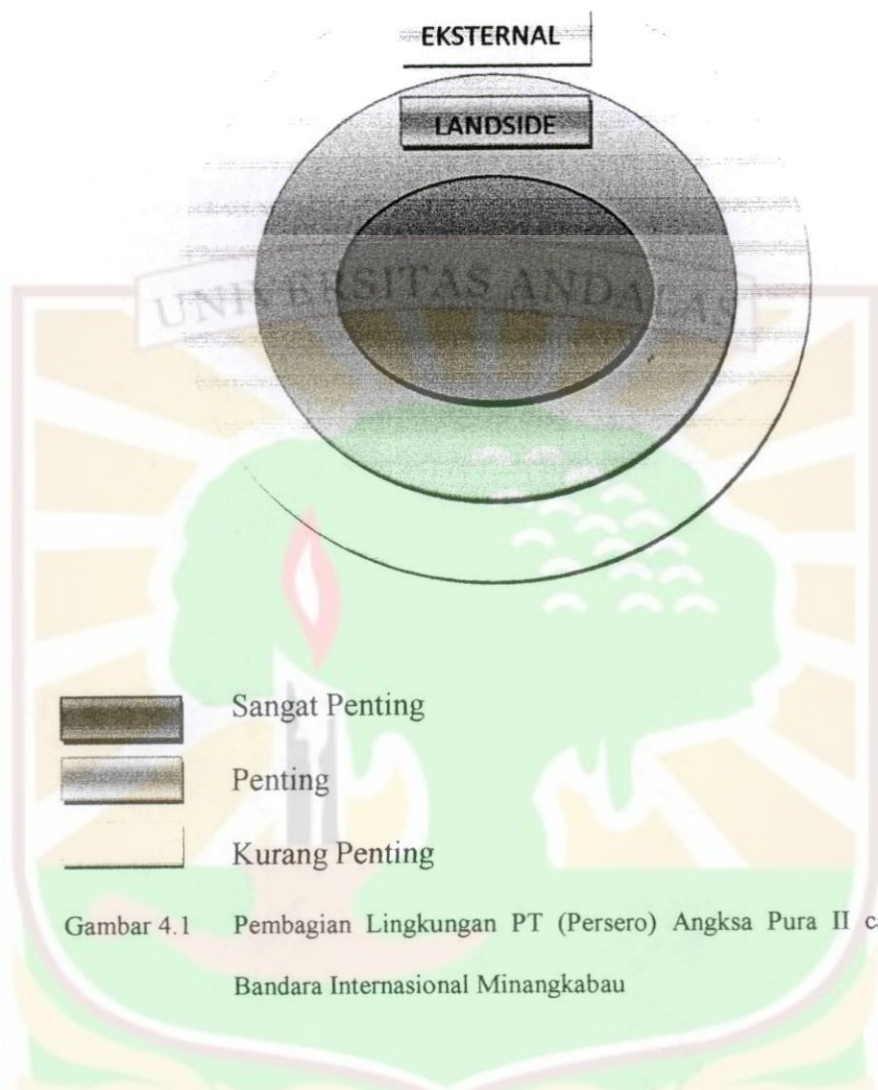 EKSTERNAL
LANDSIDE
UNIVERSITAS ANDALAS
Sangat Penting
Penting
Kurang Penting
Gambar 4.1 Pembagian Lingkungan PT (Persero) Angksa Pura II
Bandara Internasional Minangkabau